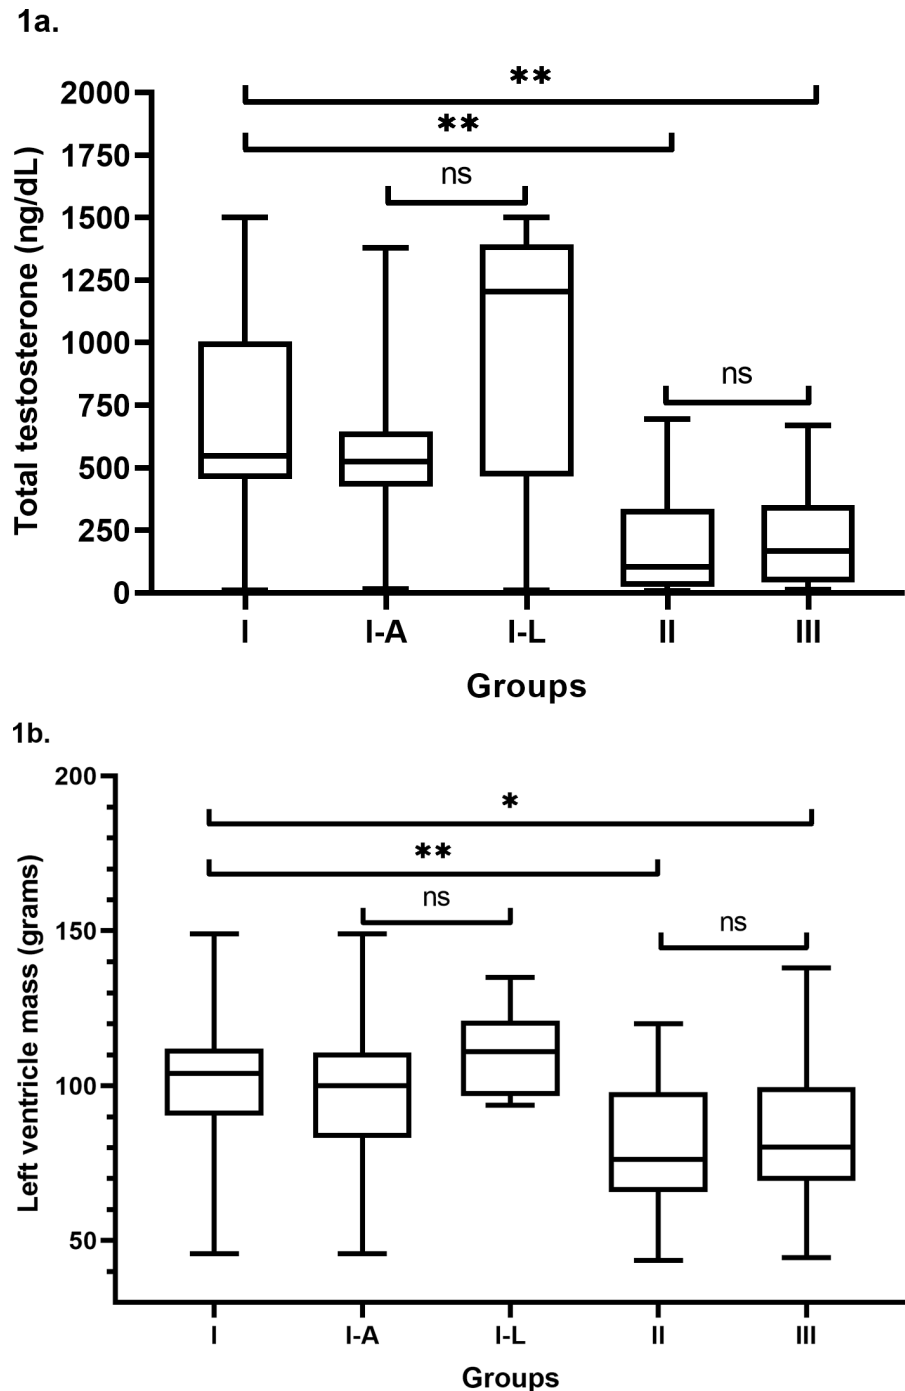 1a.
Total testosterone (ng/dL)
2000
1750
1500
1250
1000
750
500
250
0
**
**
ns
ns
I I-A I-L II III
Groups
1b.
Left ventricle mass (grams)
200
150
100
50
*
**
ns
ns
I I-A I-L II III
Groups